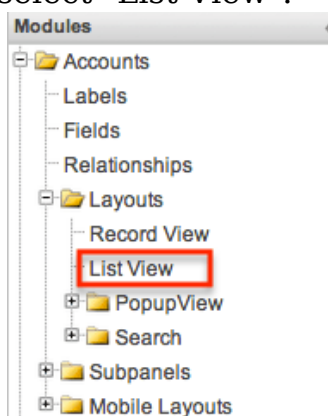 select "List View".
Modules
Accounts
Labels
Fields
Relationships
Layouts
Record View
List View
PopupView
Search
Subpanels
Mobile Layouts